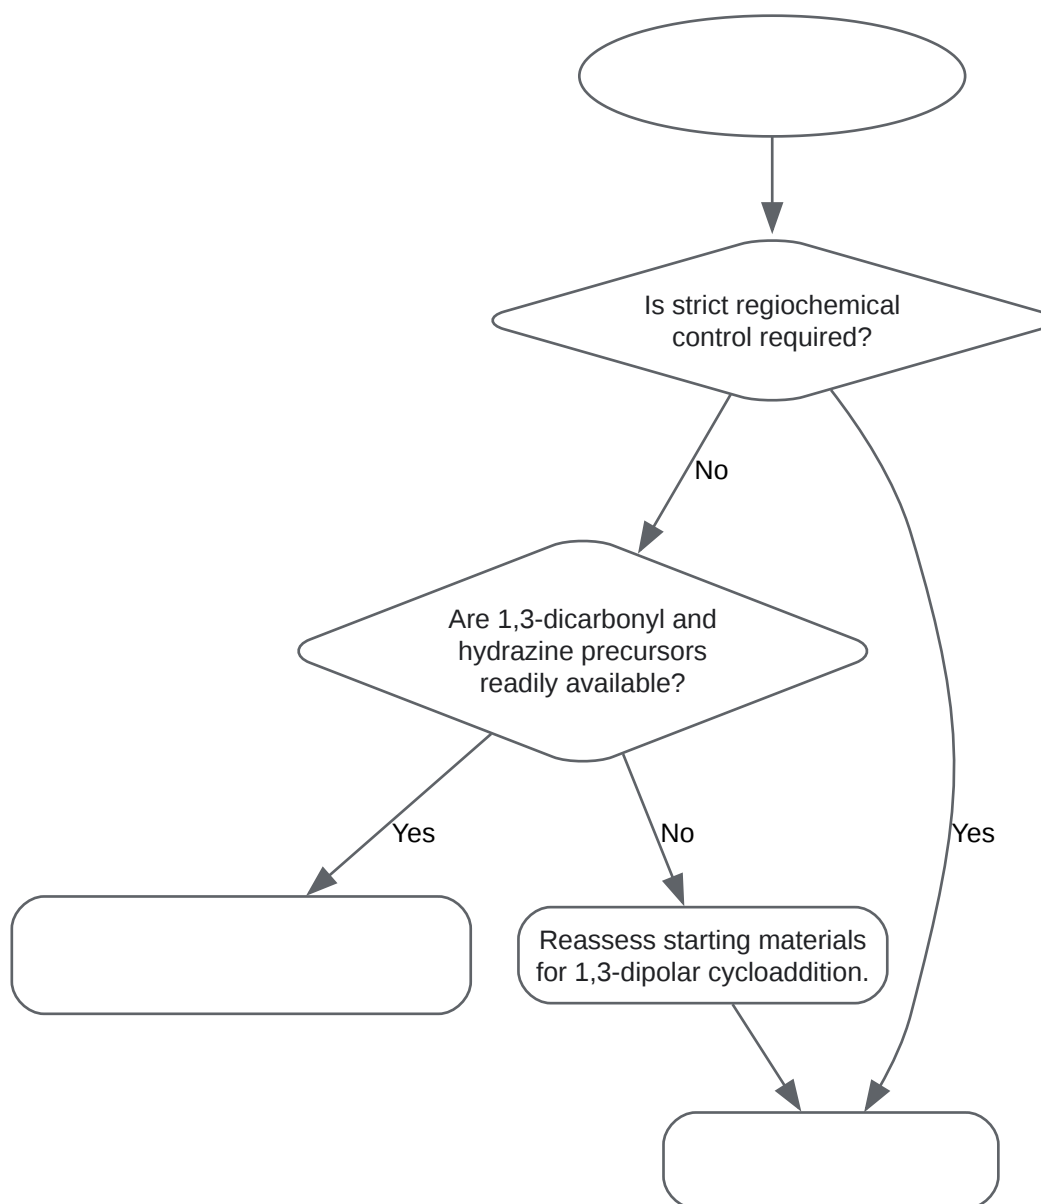 Is strict regiochemical
control required?
No
Are 1,3-dicarbonyl and
hydrazine precursors
readily available?
Yes
No
Yes
Reassess starting materials
for 1,3-dipolar cycloaddition.